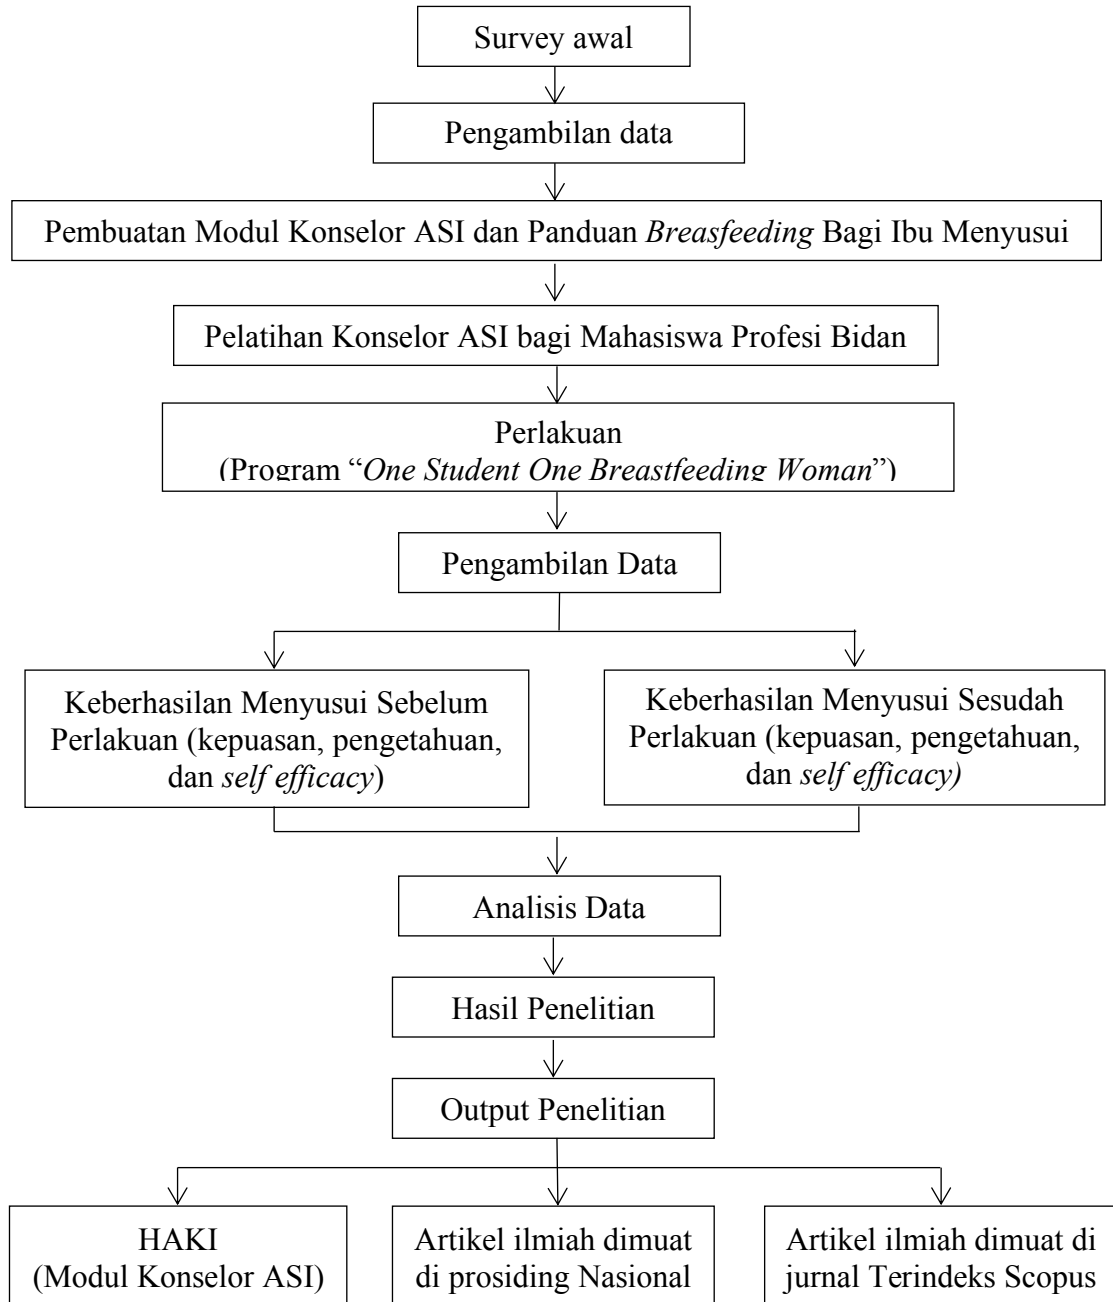 Survey awal
Pengambilan data
Pembuatan Modul Konselor ASI dan Panduan Breasfeeding Bagi Ibu Menyusui
Pelatihan Konselor ASI bagi Mahasiswa Profesi Bidan
Perlakuan
(Program “One Student One Breastfeeding Woman”)
Pengambilan Data
Keberhasilan Menyusui Sebelum
Perlakuan (kepuasan, pengetahuan,
dan self efficacy)
Keberhasilan Menyusui Sesudah
Perlakuan (kepuasan, pengetahuan,
dan self efficacy)
Analisis Data
Hasil Penelitian
Output Penelitian
HAKI
(Modul Konselor ASI)
Artikel ilmiah dimuat
di prosiding Nasional
Artikel ilmiah dimuat di
jurnal Terindeks Scopus